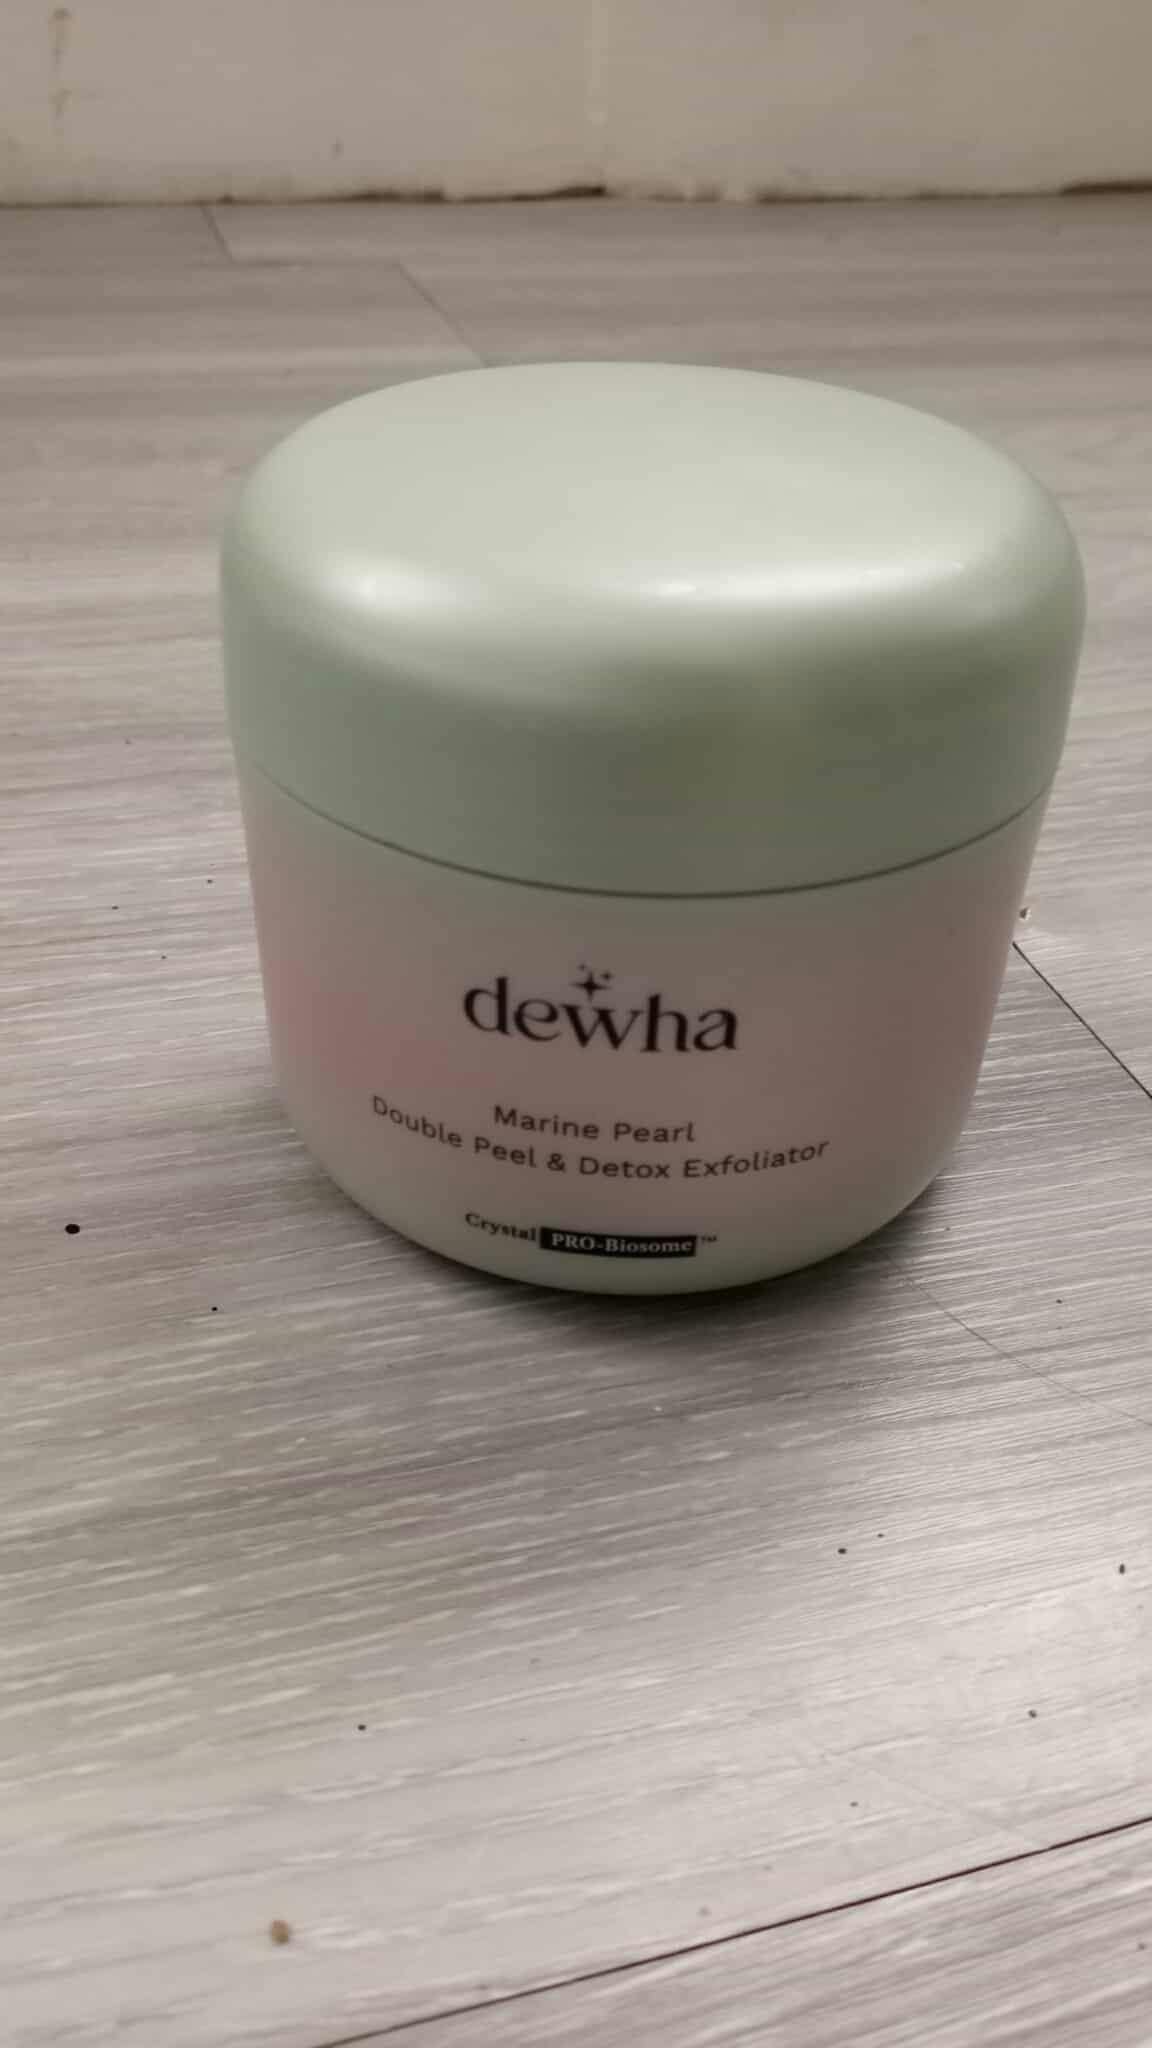 dewha
Marine Pearl
Double Peel & Detox Exfoliator
Crystal PRO-Biosome™